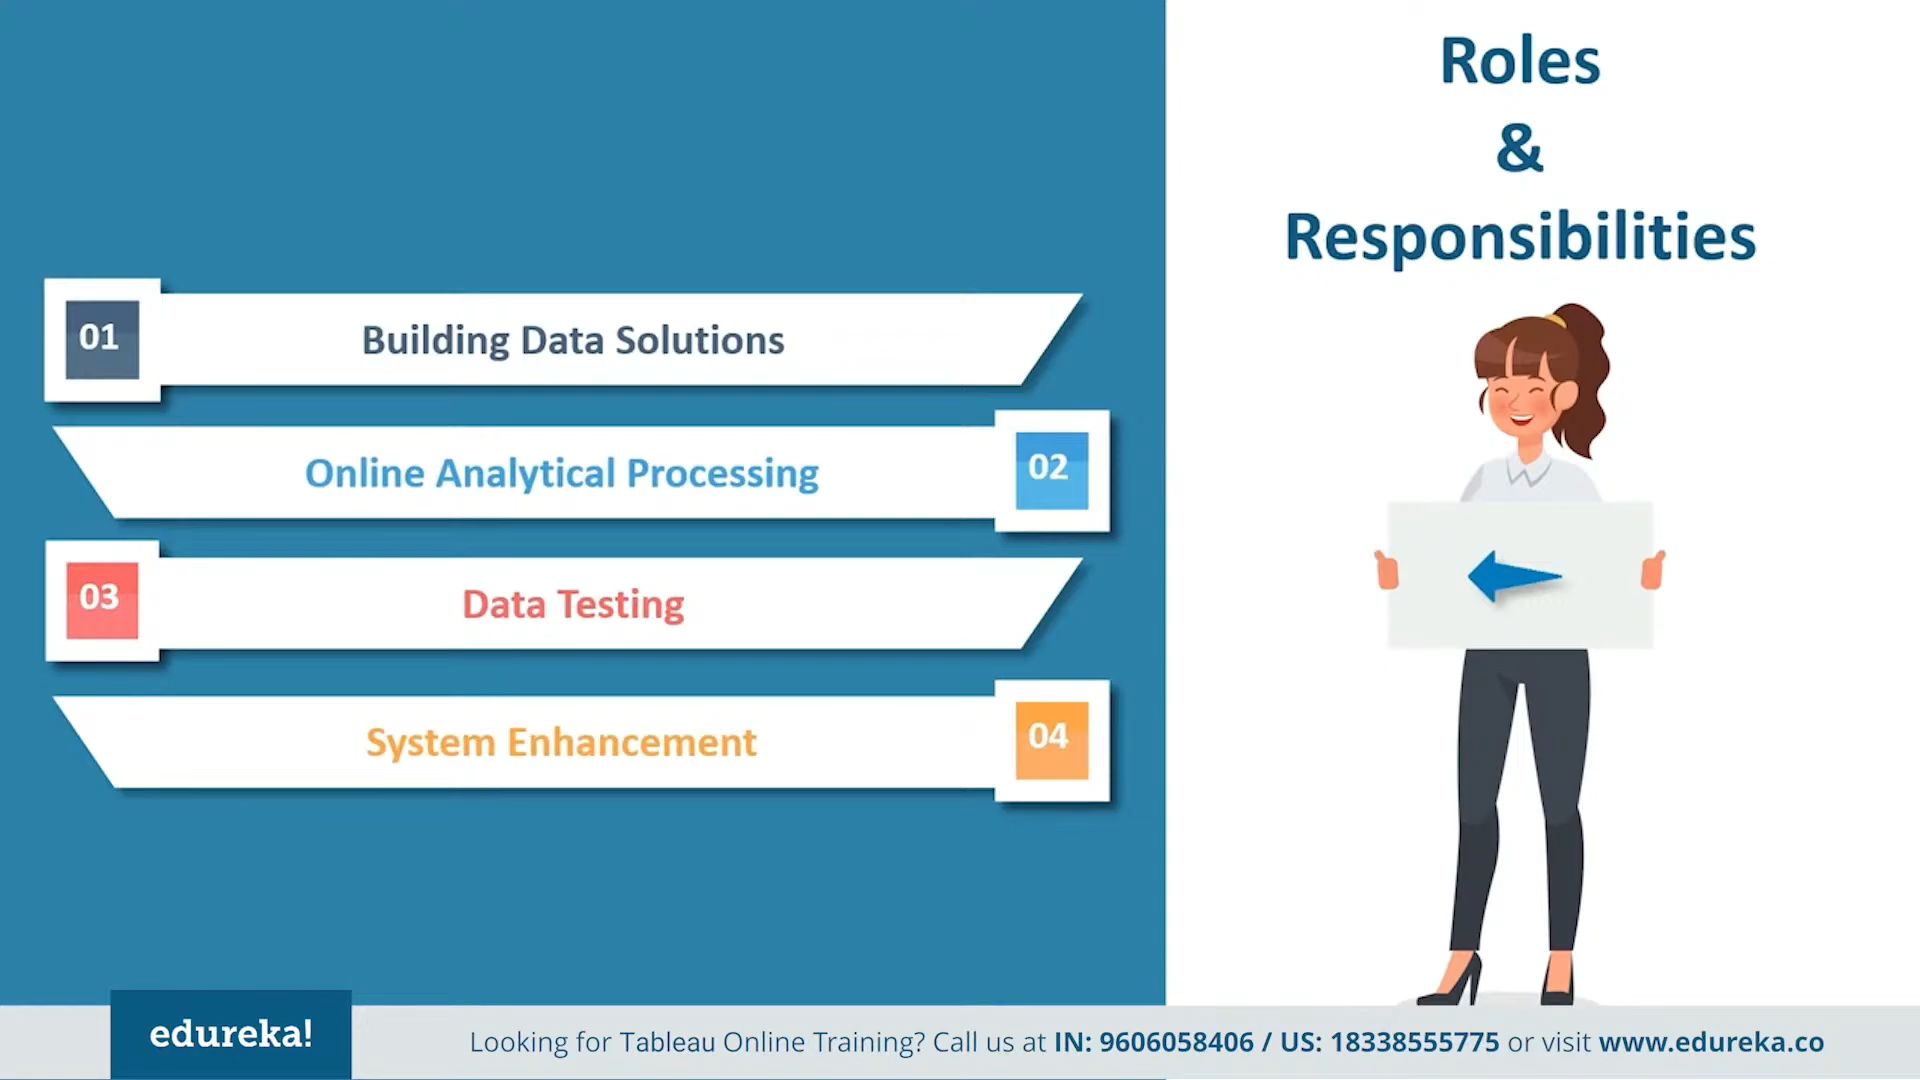 Roles
&
Responsibilities
01
Building Data Solutions
Online Analytical Processing
02
03
Data Testing
System Enhancement
04
edureka!
Looking for Tableau Online Training? Call us at IN: 9606058406 / US: 18338555775 or visit www.edureka.co